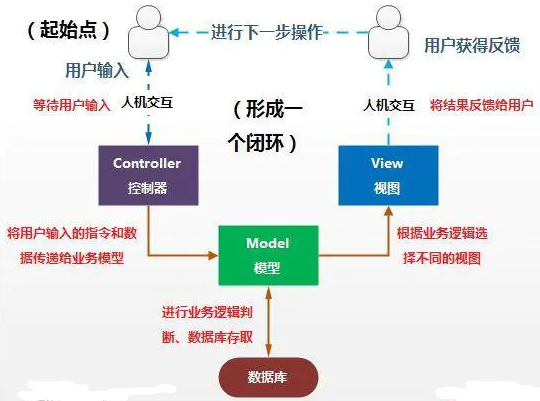 （起始点）
进行下一步操作
用户输入
用户获得反馈
等待用户输入
人机交互
（形成一
个闭环）
人机交互
将结果反馈给用户
Controller
控制器
View
视图
将用户输入的指令和数
据传递给业务模型
Model
模型
根据业务逻辑选
择不同的视图
进行业务逻辑判
断、数据库存取
数据库